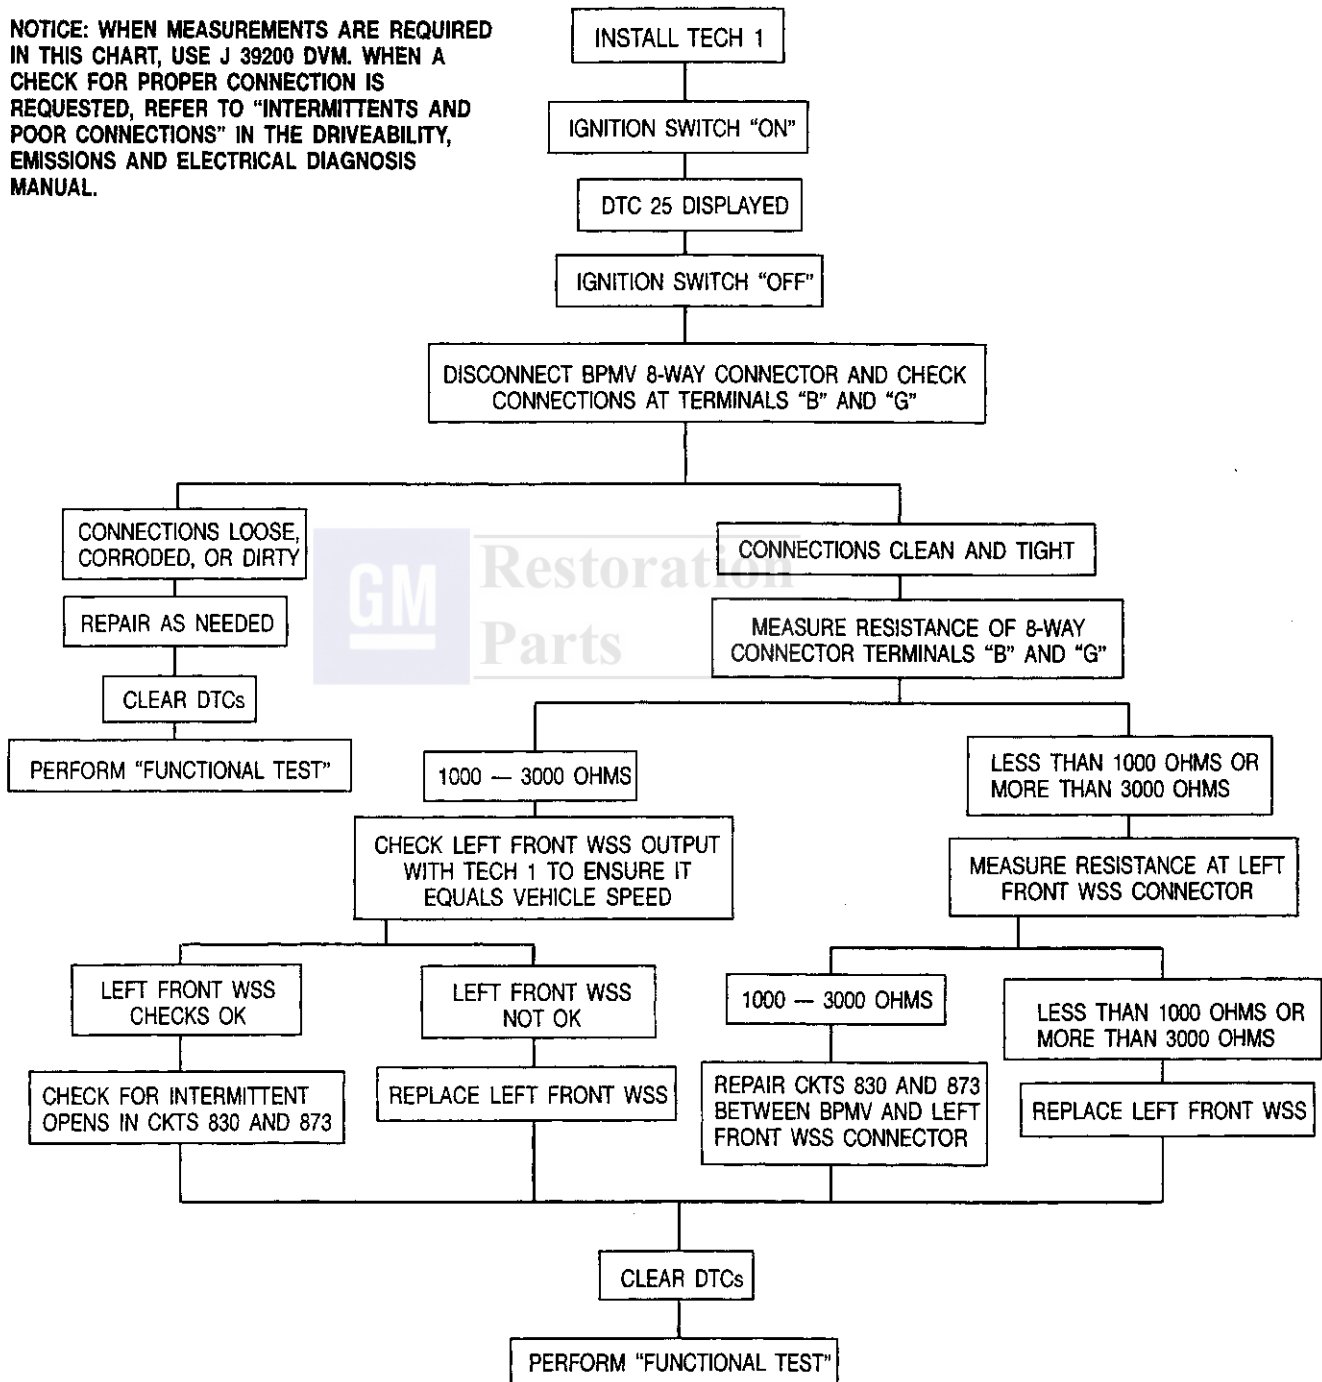 NOTICE: WHEN MEASUREMENTS ARE REQUIRED
IN THIS CHART, USE J 39200 DVM. WHEN A
CHECK FOR PROPER CONNECTION IS
REQUESTED, REFER TO "INTERMITTENTS AND
POOR CONNECTIONS" IN THE DRIVEABILITY,
EMISSIONS AND ELECTRICAL DIAGNOSIS
MANUAL.
INSTALL TECH 1
IGNITION SWITCH "ON"
DTC 25 DISPLAYED
IGNITION SWITCH "OFF"
DISCONNECT BPMV 8-WAY CONNECTOR AND CHECK
CONNECTIONS AT TERMINALS "B" AND "G"
CONNECTIONS LOOSE,
CORRODED, OR DIRTY
REPAIR AS NEEDED
CLEAR DTCs
PERFORM "FUNCTIONAL TEST"
GM
Restoration
Parts
CONNECTIONS CLEAN AND TIGHT
MEASURE RESISTANCE OF 8-WAY
CONNECTOR TERMINALS "B" AND "G"
1000 — 3000 OHMS
CHECK LEFT FRONT WSS OUTPUT
WITH TECH 1 TO ENSURE IT
EQUALS VEHICLE SPEED
LESS THAN 1000 OHMS OR
MORE THAN 3000 OHMS
MEASURE RESISTANCE AT LEFT
FRONT WSS CONNECTOR
LEFT FRONT WSS
CHECKS OK
CHECK FOR INTERMITTENT
OPENS IN CKTS 830 AND 873
LEFT FRONT WSS
NOT OK
REPLACE LEFT FRONT WSS
1000 — 3000 OHMS
REPAIR CKTS 830 AND 873
BETWEEN BPMV AND LEFT
FRONT WSS CONNECTOR
LESS THAN 1000 OHMS OR
MORE THAN 3000 OHMS
REPLACE LEFT FRONT WSS
CLEAR DTCs
PERFORM "FUNCTIONAL TEST"